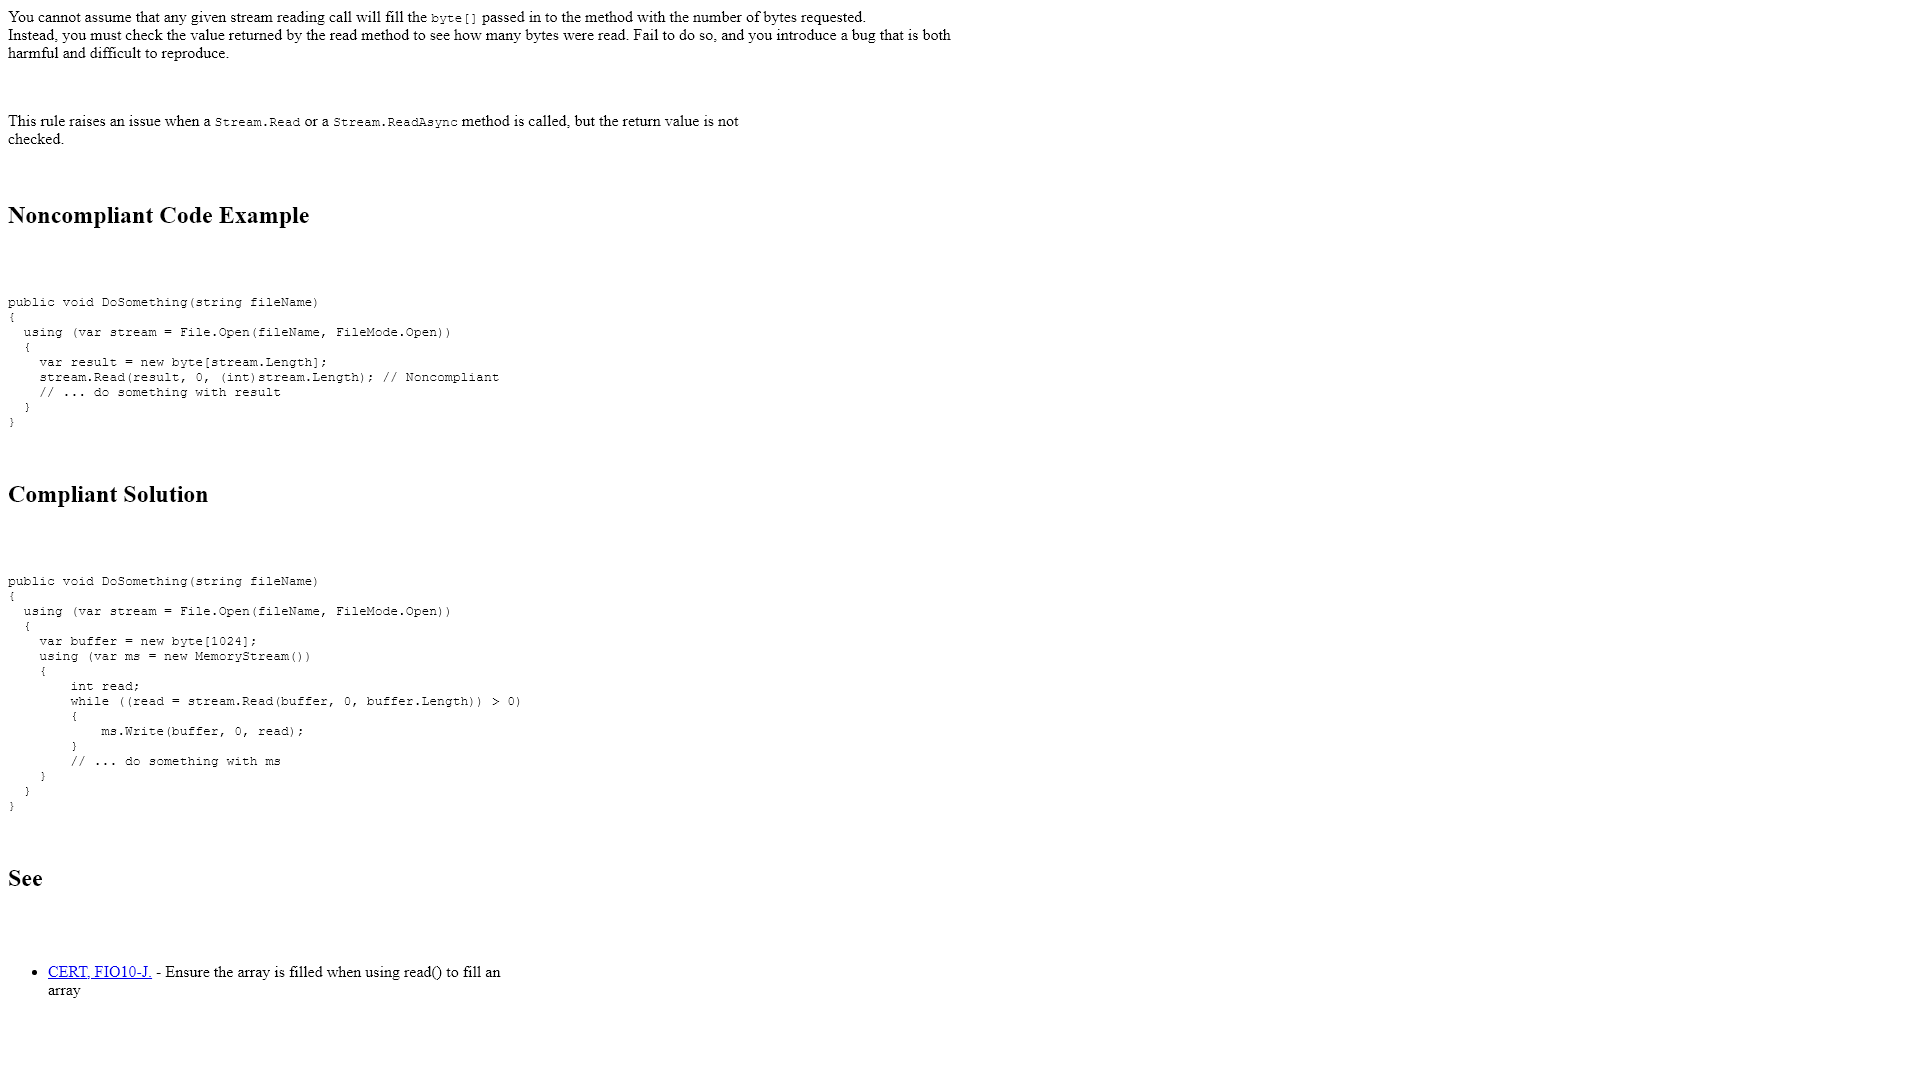 You cannot assume that any given stream reading call will fill the byte[] passed in to the method with the number of bytes requested.
Instead, you must check the value returned by the read method to see how many bytes were read. Fail to do so, and you introduce a bug that is both
harmful and difficult to reproduce.
This rule raises an issue when a Stream.Read or a Stream.ReadAsync method is called, but the return value is not
checked.
Noncompliant Code Example
public void DoSomething(string fileName)
{
  using (var stream = File.Open(fileName, FileMode.Open))
  {
    var result = new byte[stream.Length];
    stream.Read(result, 0, (int)stream.Length); // Noncompliant
    // ... do something with result
  }
}
Compliant Solution
public void DoSomething(string fileName)
{
  using (var stream = File.Open(fileName, FileMode.Open))
  {
    var buffer = new byte[1024];
    using (var ms = new MemoryStream())
    {
        int read;
        while ((read = stream.Read(buffer, 0, buffer.Length)) > 0)
        {
            ms.Write(buffer, 0, read);
        }
        // ... do something with ms
    }
  }
}
See
• CERT, FIO10-J. - Ensure the array is filled when using read() to fill an
array